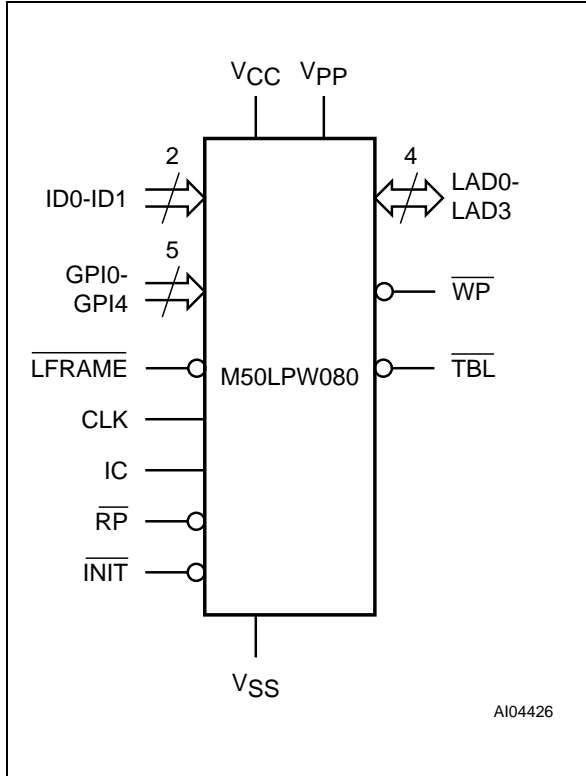 VCC VPP
2
ID0-ID1
4
LAD0-
LAD3
5
GPI0-
GPI4
WP
LFRAME
M50LPW080
TBL
CLK
IC
RP
INIT
VSS
AI04426